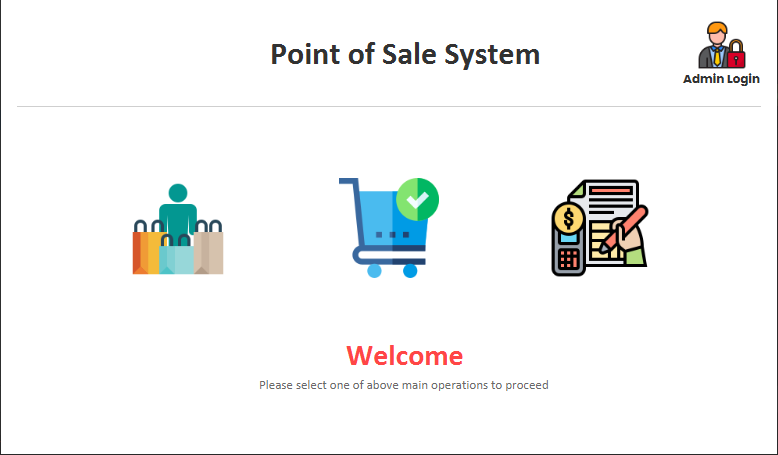 Point of Sale System
Admin Login
$
Welcome
Please select one of above main operations to proceed